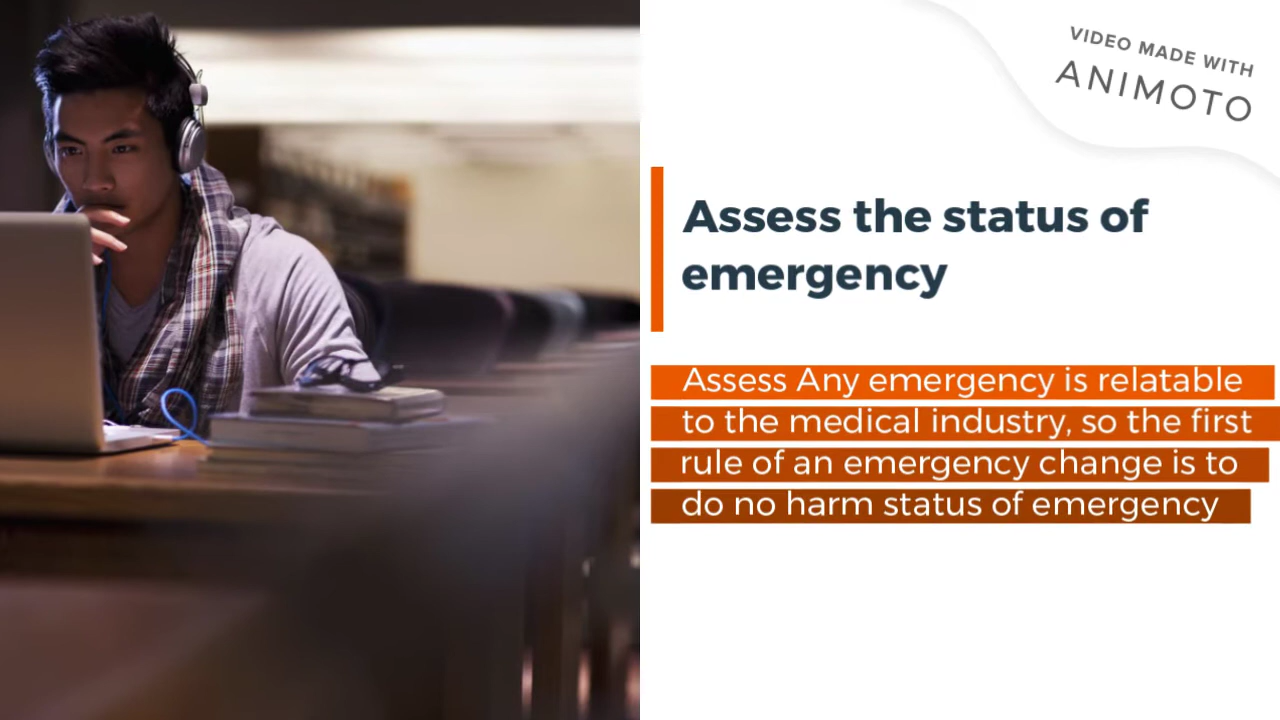 VIDEO MADE WITH
ANIMOTO
Assess the status of
emergency
Assess Any emergency is relatable
to the medical industry, so the first
rule of an emergency change is to
do no harm status of emergency